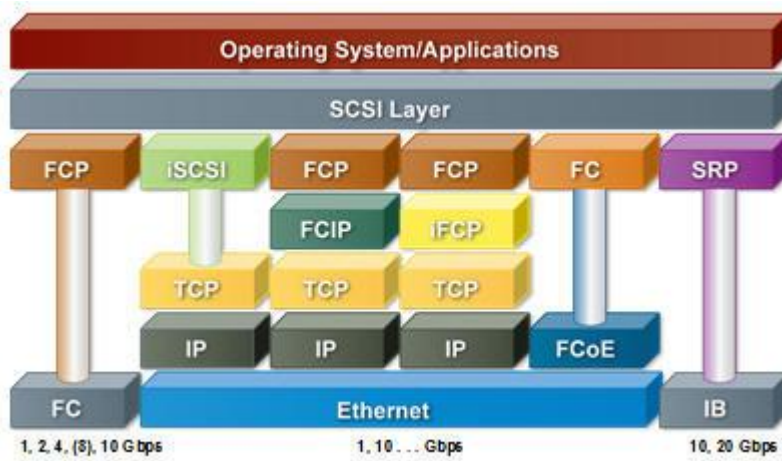 Operating System/Applications
SCSI Layer
FCP iSCSI FCP FCP FC SRP
FCIP iFCP
TCP TCP TCP
IP IP IP FCoE
FC Ethernet IB
1, 2, 4, (8), 10 Gbps 1, 10 . . . Gbps 10, 20 Gbps